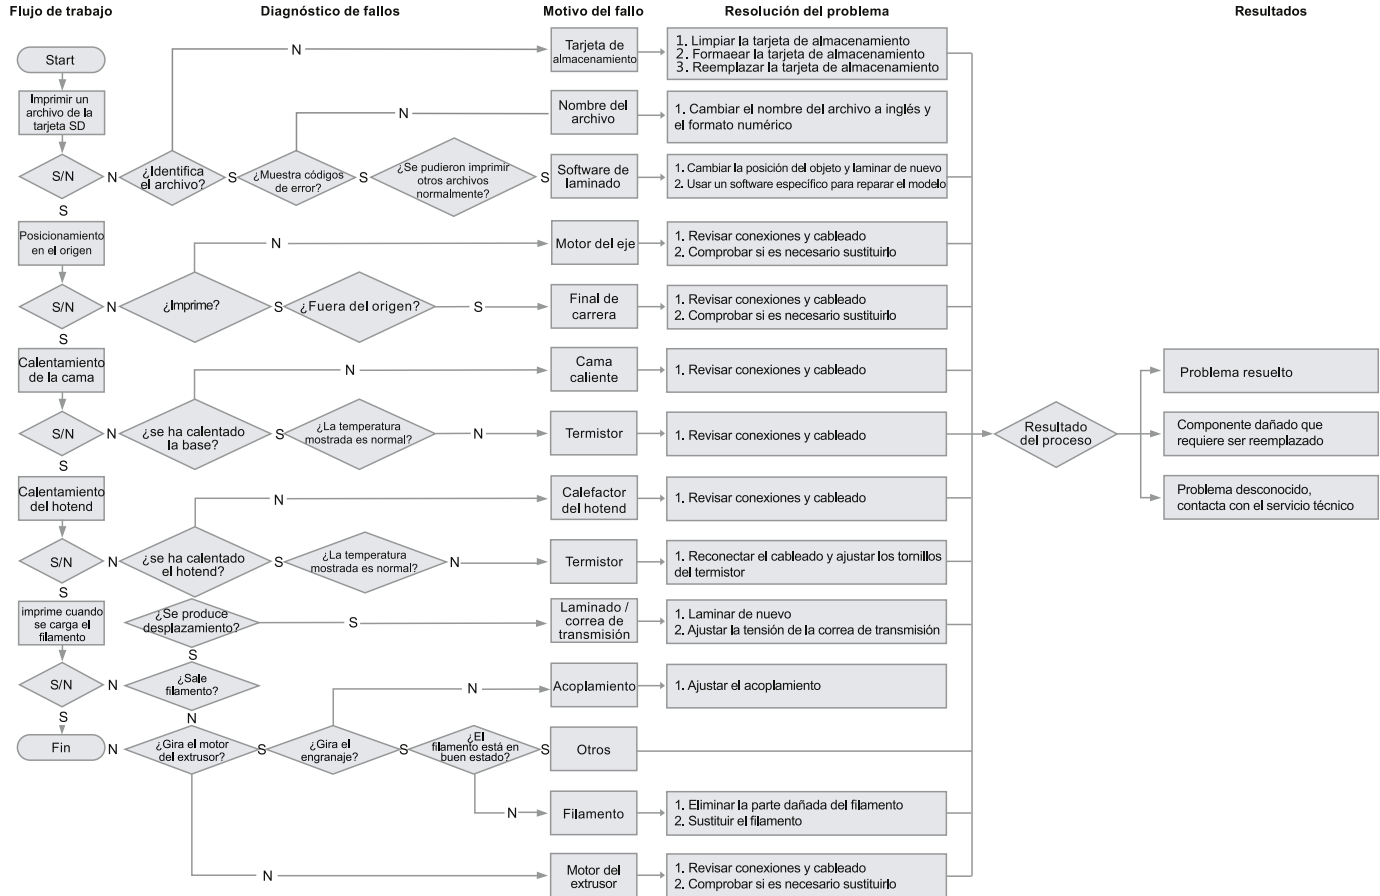 Flujo de trabajo
Diagnóstico de fallos
Motivo del fallo
Resolución del problema
Resultados
Start
N
Tarjeta de
almacenamiento
1. Limpiar la tarjeta de almacenamiento
2. Formaear la tarjeta de almacenamiento
3. Reemplazar la tarjeta de almacenamiento
Imprimir un
archivo de la
tarjeta SD
N
Nombre del
archivo
1. Cambiar el nombre del archivo a inglés y
el formato numérico
S/N
N
¿Identifica
el archivo?
S
¿Muestra códigos
de error?
S
¿Se pudieron imprimir
otros archivos
normalmente?
S
Software de
laminado
1. Cambiar la posición del objeto y laminar de nuevo
2. Usar un software específico para reparar el modelo
S
Posicionamiento
en el origen
N
Motor del eje
1. Revisar conexiones y cableado
2. Comprobar si es necesario sustituirlo
S/N
N
¿Imprime?
S
¿Fuera del origen?
S
Final de
carrera
1. Revisar conexiones y cableado
2. Comprobar si es necesario sustituirlo
S
Calentamiento
de la cama
N
Cama
caliente
1. Revisar conexiones y cableado
S/N
N
¿se ha calentado
la base?
S
¿La temperatura
mostrada es normal?
N
Termistor
1. Revisar conexiones y cableado
S
Calentamiento
del hotend
N
Calefactor
del hotend
1. Revisar conexiones y cableado
S/N
N
¿se ha calentado
el hotend?
S
¿La temperatura
mostrada es normal?
N
Termistor
1. Reconectar el cableado y ajustar los tornillos
del termistor
S
imprime cuando
se carga el
filamento
¿Se produce
desplazamiento?
S
Laminado /
correa de
transmisión
1. Laminar de nuevo
2. Ajustar la tensión de la correa de transmisión
S
S/N
N
¿Sale
filamento?
N
Acoplamiento
1. Ajustar el acoplamiento
S
N
Fin
N
¿Gira el motor
del extrusor?
S
¿Gira el
engranaje?
S
¿El
filamento está en
buen estado?
S
Otros
N
Filamento
1. Eliminar la parte dañada del filamento
2. Sustituir el filamento
N
Motor del
extrusor
1. Revisar conexiones y cableado
2. Comprobar si es necesario sustituirlo
Resultado
del proceso
Problema resuelto
Componente dañado que
requiere ser reemplazado
Problema desconocido,
contacta con el servicio técnico